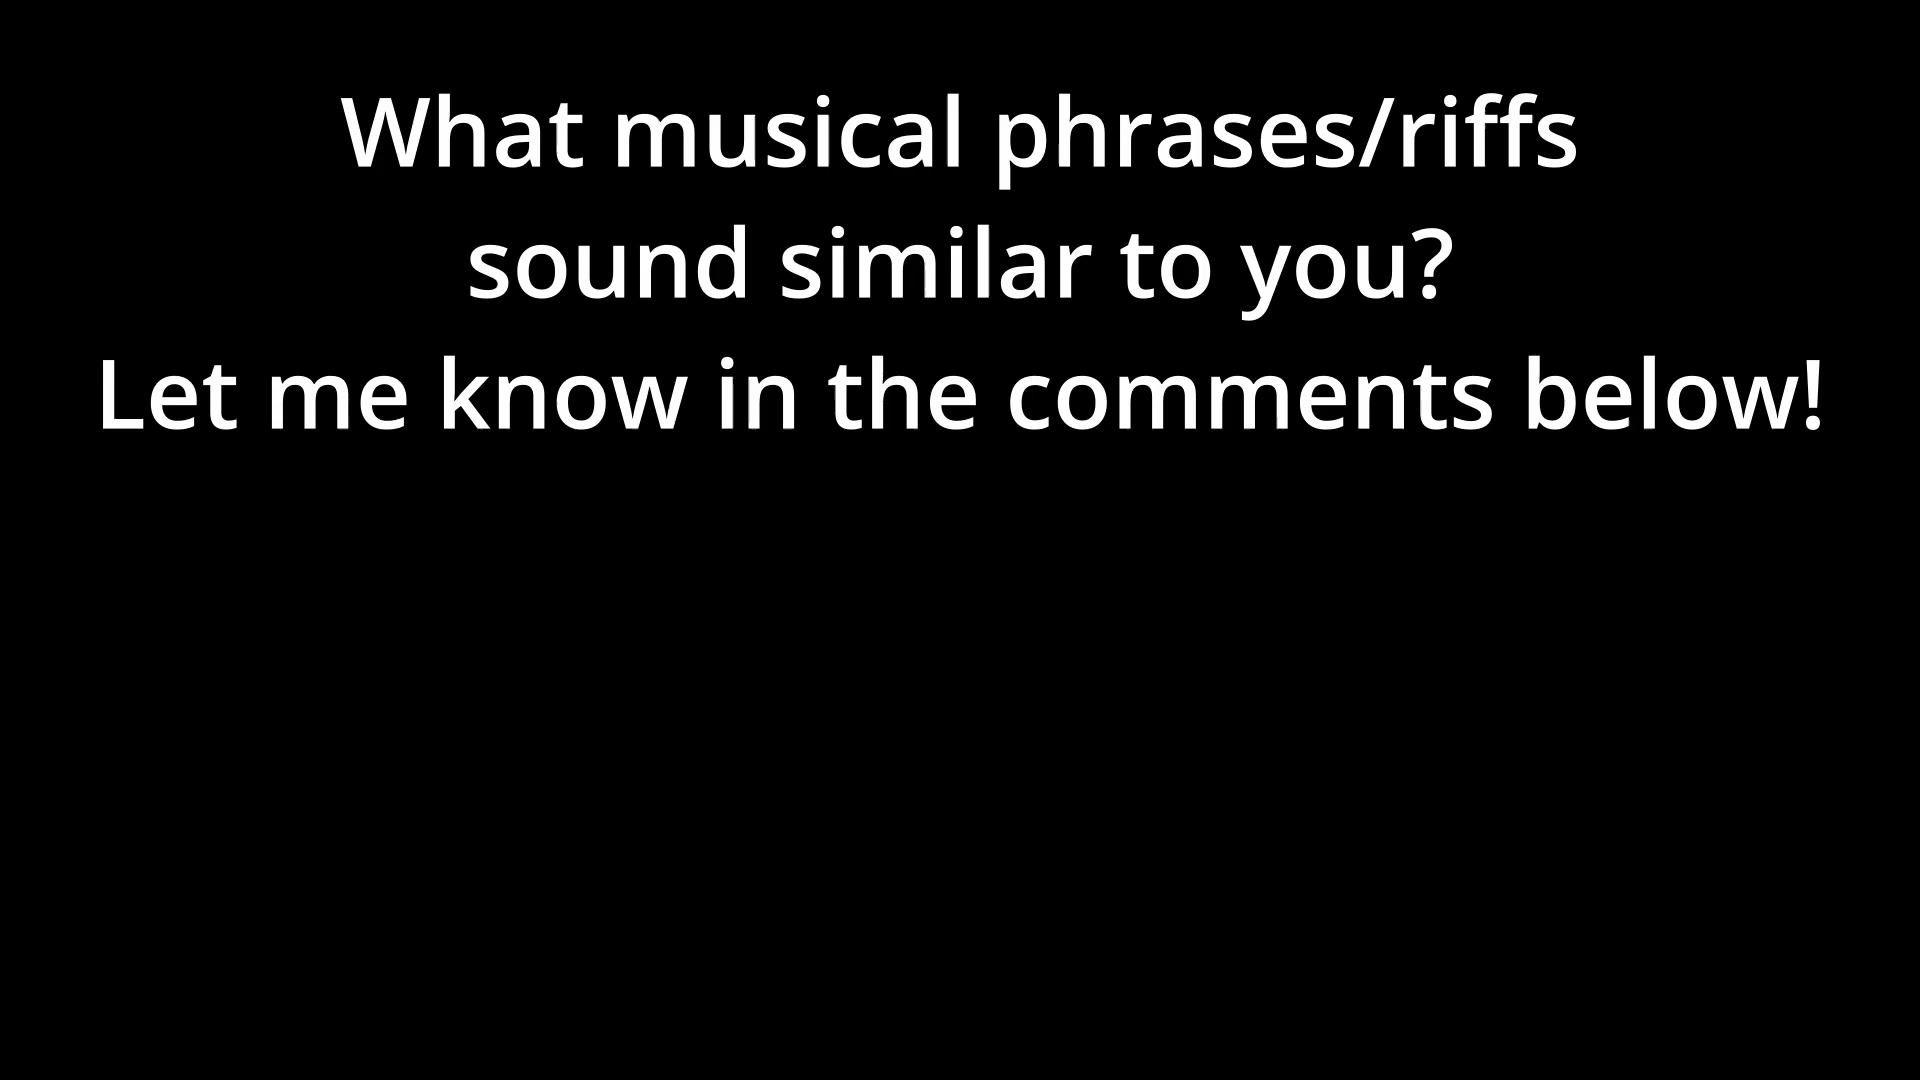 What musical phrases/riffs
sound similar to you?
Let me know in the comments below!